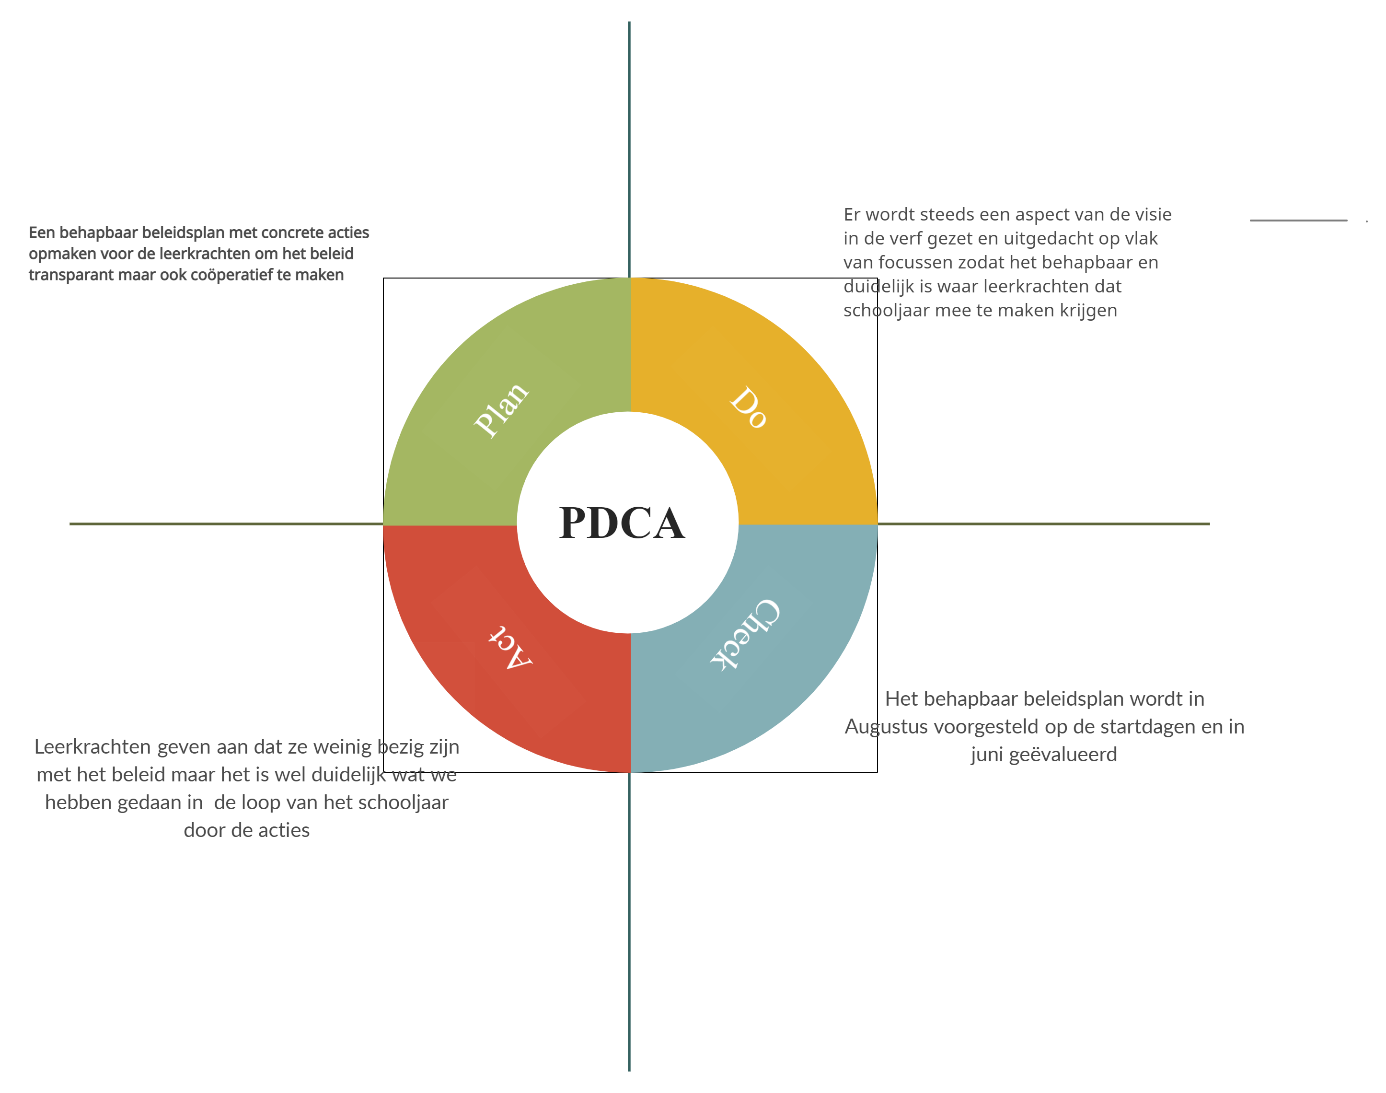 Een behapbaar beleidsplan met concrete acties
opmaken voor de leerkrachten om het beleid
transparant maar ook coöperatief te maken
Er wordt steeds een aspect van de visie
in de verf gezet en uitgedacht op vlak
van focussen zodat het behapbaar en
duidelijk is waar leerkrachten dat
schooljaar mee te maken krijgen
Plan
Do
PDCA
Act
Check
Het behapbaar beleidsplan wordt in
Augustus voorgesteld op de startdagen en in
juni geëvalueerd
Leerkrachten geven aan dat ze weinig bezig zijn
met het beleid maar het is wel duidelijk wat we
hebben gedaan in  de loop van het schooljaar
door de acties